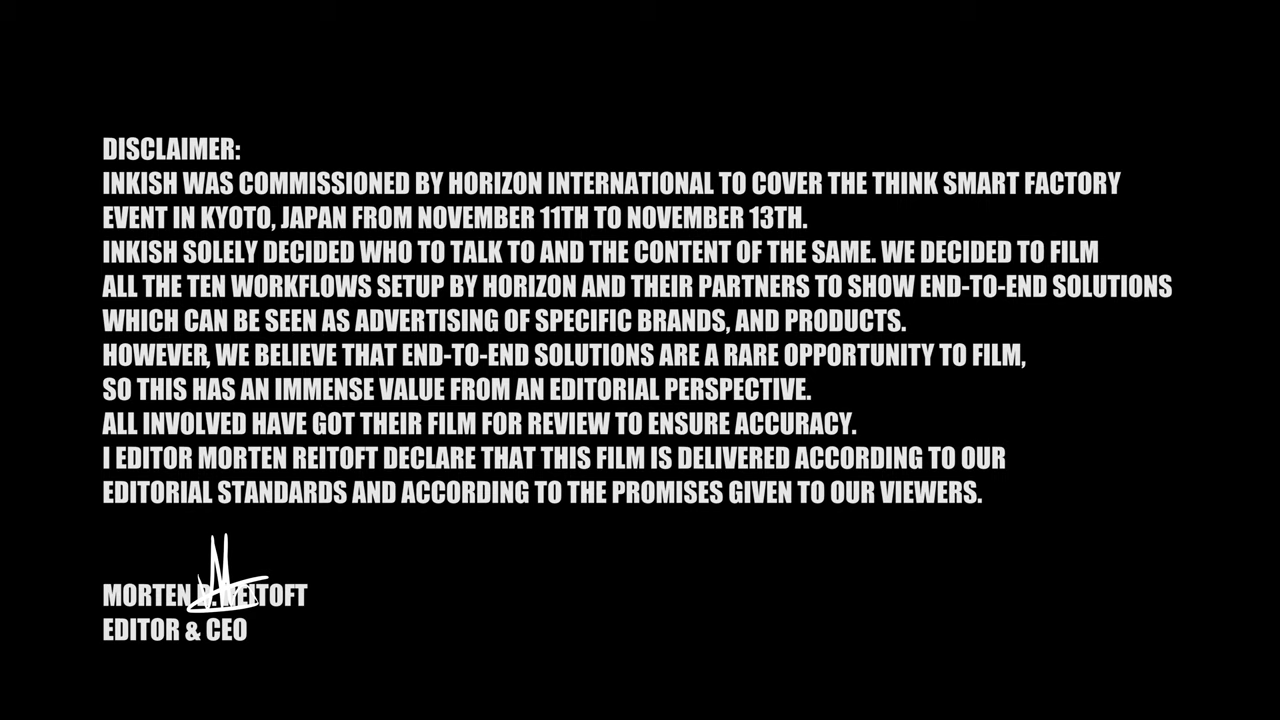 DISCLAIMER:
INKISH WAS COMMISSIONED BY HORIZON INTERNATIONAL TO COVER THE THINK SMART FACTORY
EVENT IN KYOTO, JAPAN FROM NOVEMBER 11TH TO NOVEMBER 13TH.
INKISH SOLELY DECIDED WHO TO TALK TO AND THE CONTENT OF THE SAME. WE DECIDED TO FILM
ALL THE TEN WORKFLOWS SETUP BY HORIZON AND THEIR PARTNERS TO SHOW END-TO-END SOLUTIONS
WHICH CAN BE SEEN AS ADVERTISING OF SPECIFIC BRANDS, AND PRODUCTS.
HOWEVER, WE BELIEVE THAT END-TO-END SOLUTIONS ARE A RARE OPPORTUNITY TO FILM,
SO THIS HAS AN IMMENSE VALUE FROM AN EDITORIAL PERSPECTIVE.
ALL INVOLVED HAVE GOT THEIR FILM FOR REVIEW TO ENSURE ACCURACY.
I EDITOR MORTEN REITOFT DECLARE THAT THIS FILM IS DELIVERED ACCORDING TO OUR
EDITORIAL STANDARDS AND ACCORDING TO THE PROMISES GIVEN TO OUR VIEWERS.
MORTEN B. REITOFT
EDITOR & CEO